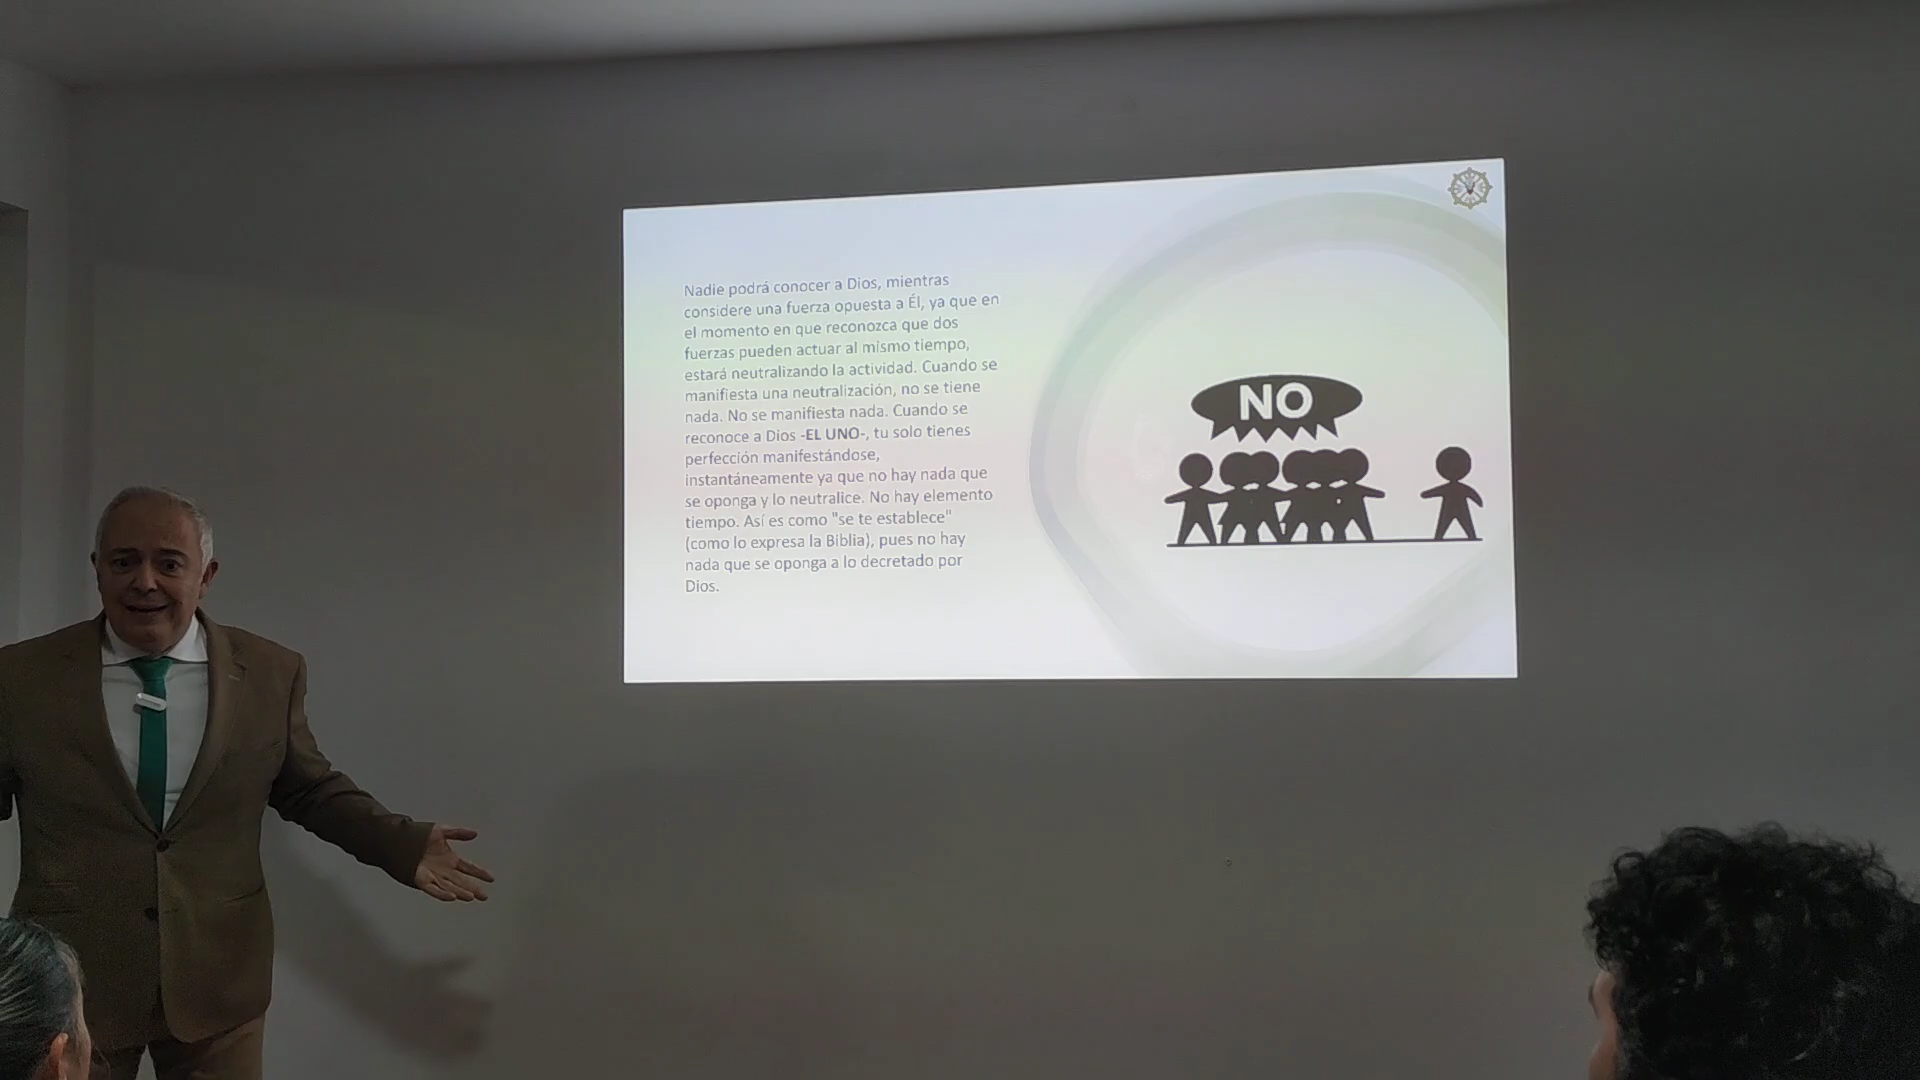 Nadie podrá conocer a Dios, mientras
considere una fuerza opuesta a Él, ya que en
el momento en que reconozca que dos
fuerzas pueden actuar al mismo tiempo,
estará neutralizando la actividad. Cuando se
manifiesta una neutralización, no se tiene
nada. No se manifiesta nada. Cuando se
reconoce a Dios -EL UNO-, tu solo tienes
perfección manifestándose,
instantáneamente ya que no hay nada que
se oponga y lo neutralice. No hay elemento
tiempo. Así es como "se te establece"
(como lo expresa la Biblia), pues no hay
nada que se oponga a lo decretado por
Dios.
NO